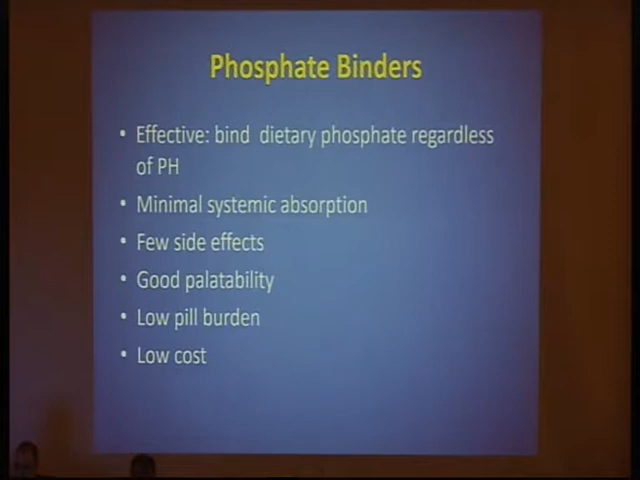 Phosphate Binders
• Effective: bind dietary phosphate regardless
of PH
• Minimal systemic absorption
• Few side effects
• Good palatability
• Low pill burden
• Low cost